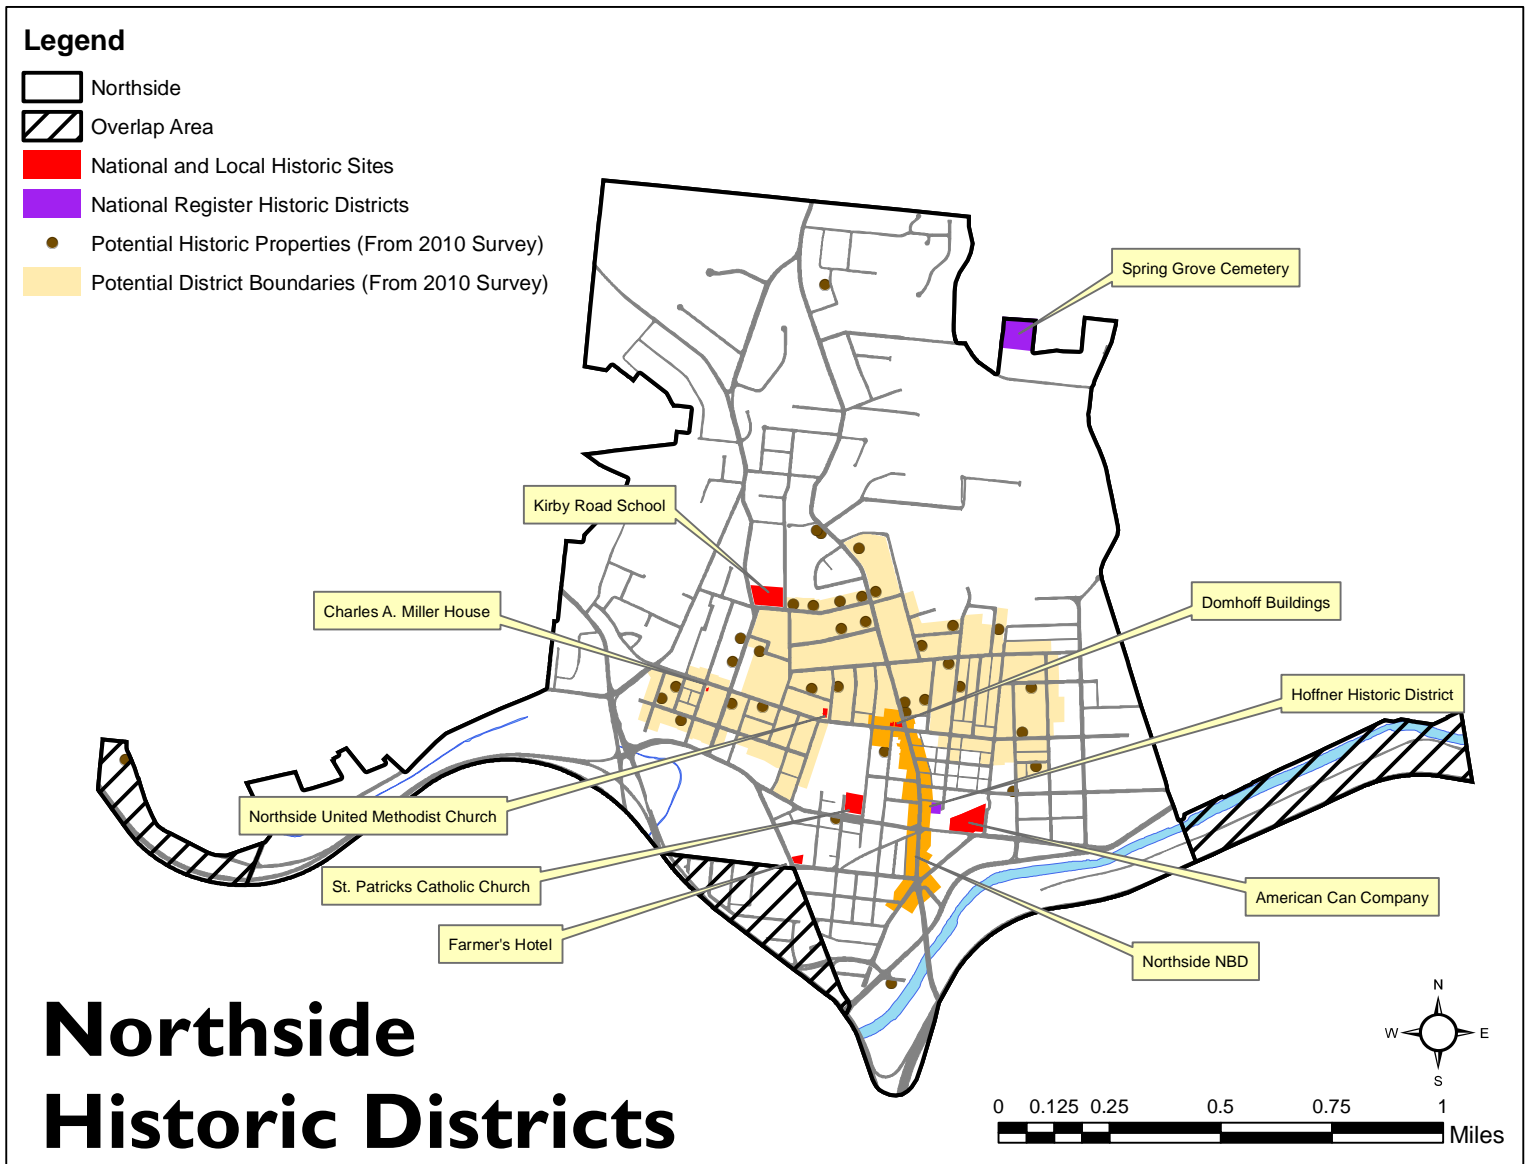 Legend
Northside
Overlap Area
National and Local Historic Sites
National Register Historic Districts
Potential Historic Properties (From 2010 Survey)
Potential District Boundaries (From 2010 Survey)
Spring Grove Cemetery
Kirby Road School
Charles A. Miller House
Domhoff Buildings
Hoffner Historic District
Northside United Methodist Church
St. Patricks Catholic Church
American Can Company
Farmer's Hotel
Northside NBD
Northside
Historic Districts
N
W E
S
0 0.125 0.25 0.5 0.75 1
Miles